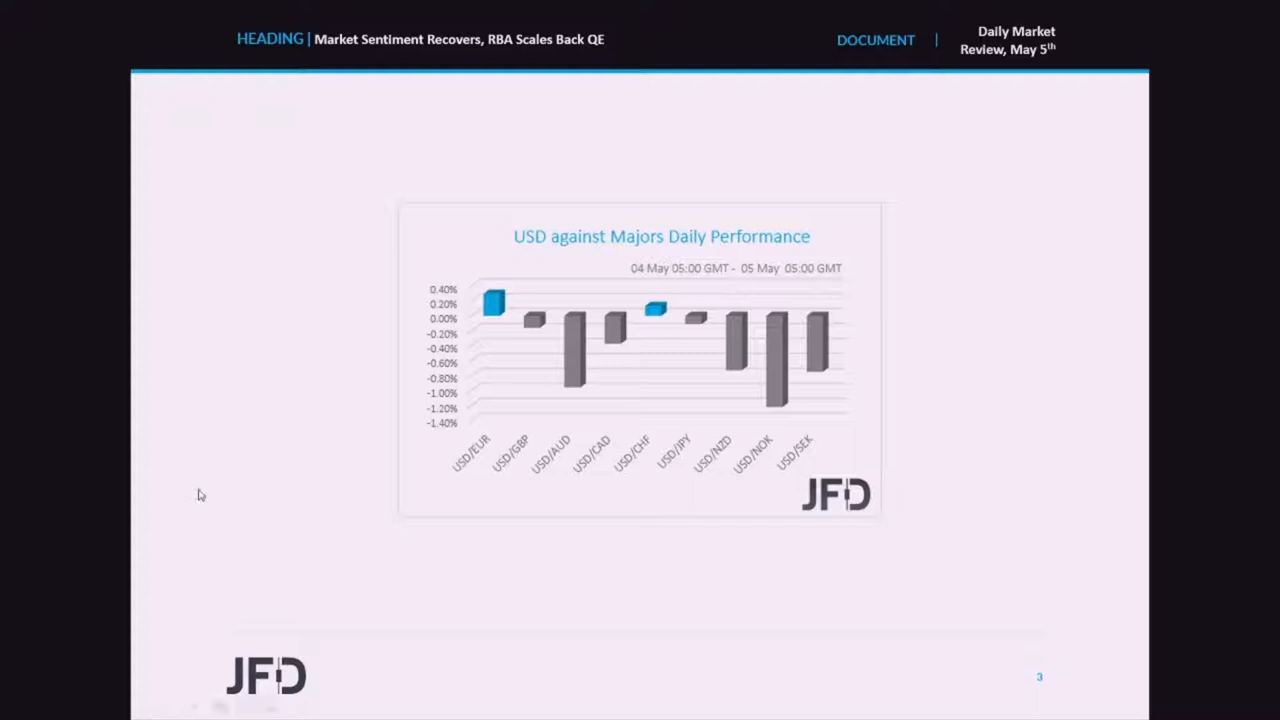 HEADING | Market Sentiment Recovers, RBA Scales Back QE
DOCUMENT |
Daily Market
Review, May 5th
USD against Majors Daily Performance
04 May 05:00 GMT - 05 May 05:00 GMT
0.40%
0.20%
0.00%
-0.20%
-0.40%
-0.60%
-0.80%
-1.00%
-1.20%
-1.40%
USD/EUR
USD/GBP
USD/AUD
USD/CAD
USD/CHF
USD/JPY
USD/NZD
USD/NOK
USD/SEK
JFD
JFD
3